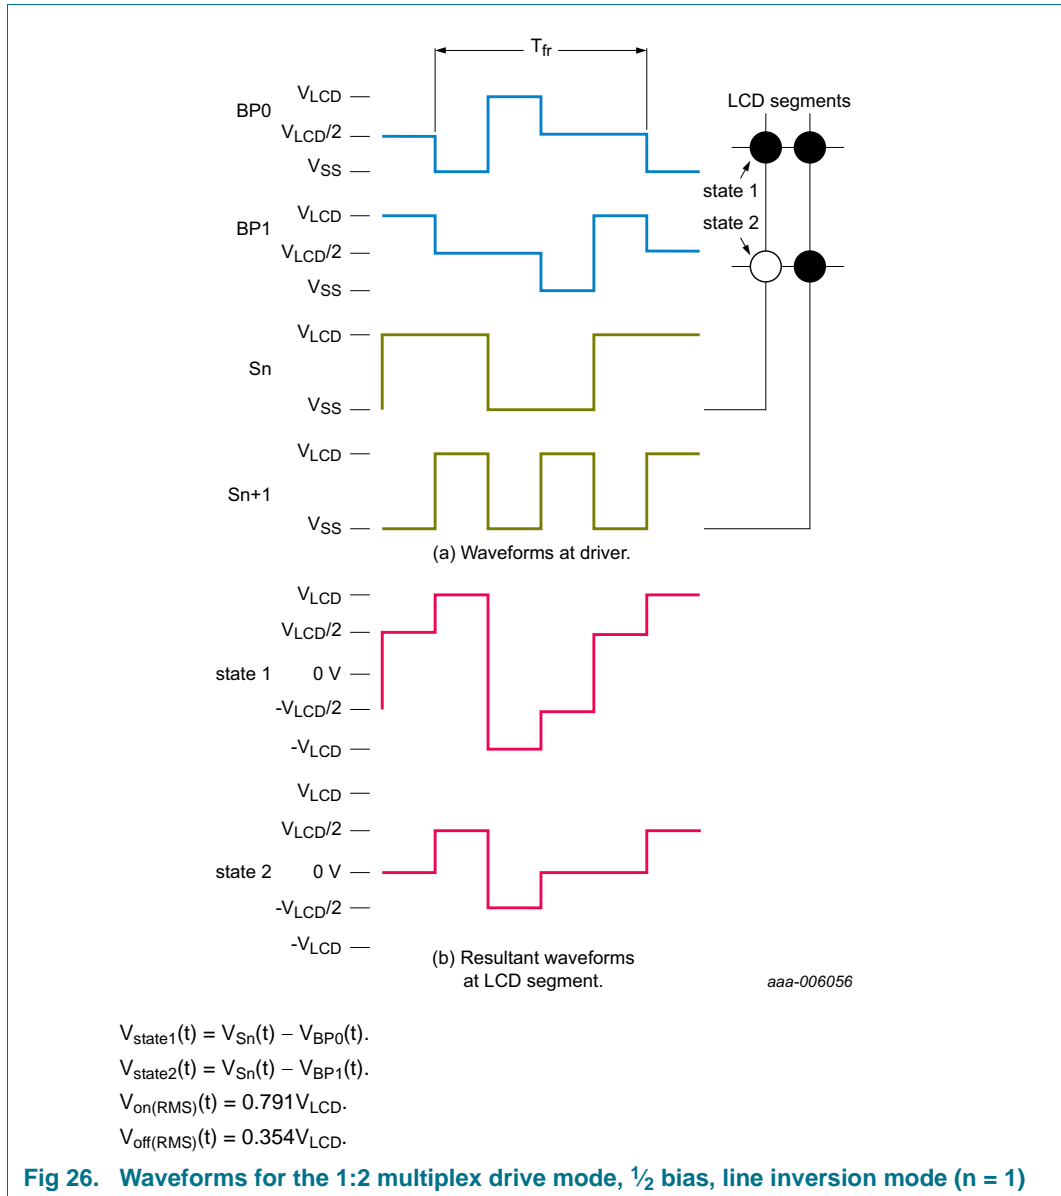 Tfr
BP0
VLCD
VLCD/2
VSS
LCD segments
state 1
BP1
VLCD
VLCD/2
VSS
state 2
Sn
VLCD
VSS
Sn+1
VLCD
VSS
(a) Waveforms at driver.
state 1
VLCD
VLCD/2
0 V
-VLCD/2
-VLCD
state 2
VLCD
VLCD/2
0 V
-VLCD/2
-VLCD
(b) Resultant waveforms
at LCD segment.
aaa-006056
Vstate1(t) = VSn(t) − VBP0(t).
Vstate2(t) = VSn(t) − VBP1(t).
Von(RMS)(t) = 0.791VLCD.
Voff(RMS)(t) = 0.354VLCD.
Fig 26. Waveforms for the 1:2 multiplex drive mode, 1⁄2 bias, line inversion mode (n = 1)